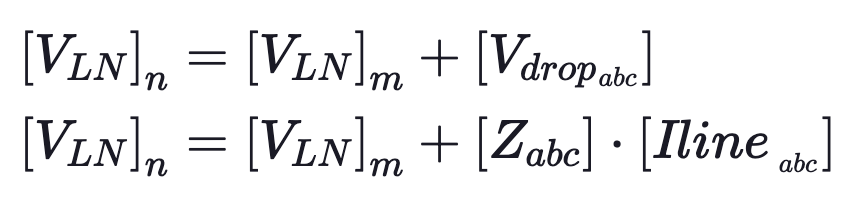 $[V_{LN}]_n = [V_{LN}]_m + [V_{drop_{abc}}]$
$[V_{LN}]_n = [V_{LN}]_m + [Z_{abc}] \cdot [Iline_{abc}]$